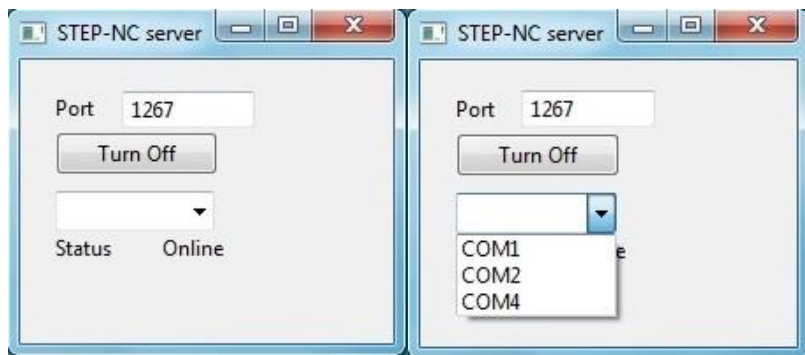 STEP-NC server
Port 1267
Turn Off
Status Online
STEP-NC server
Port 1267
Turn Off
COM1
e
COM2
COM4